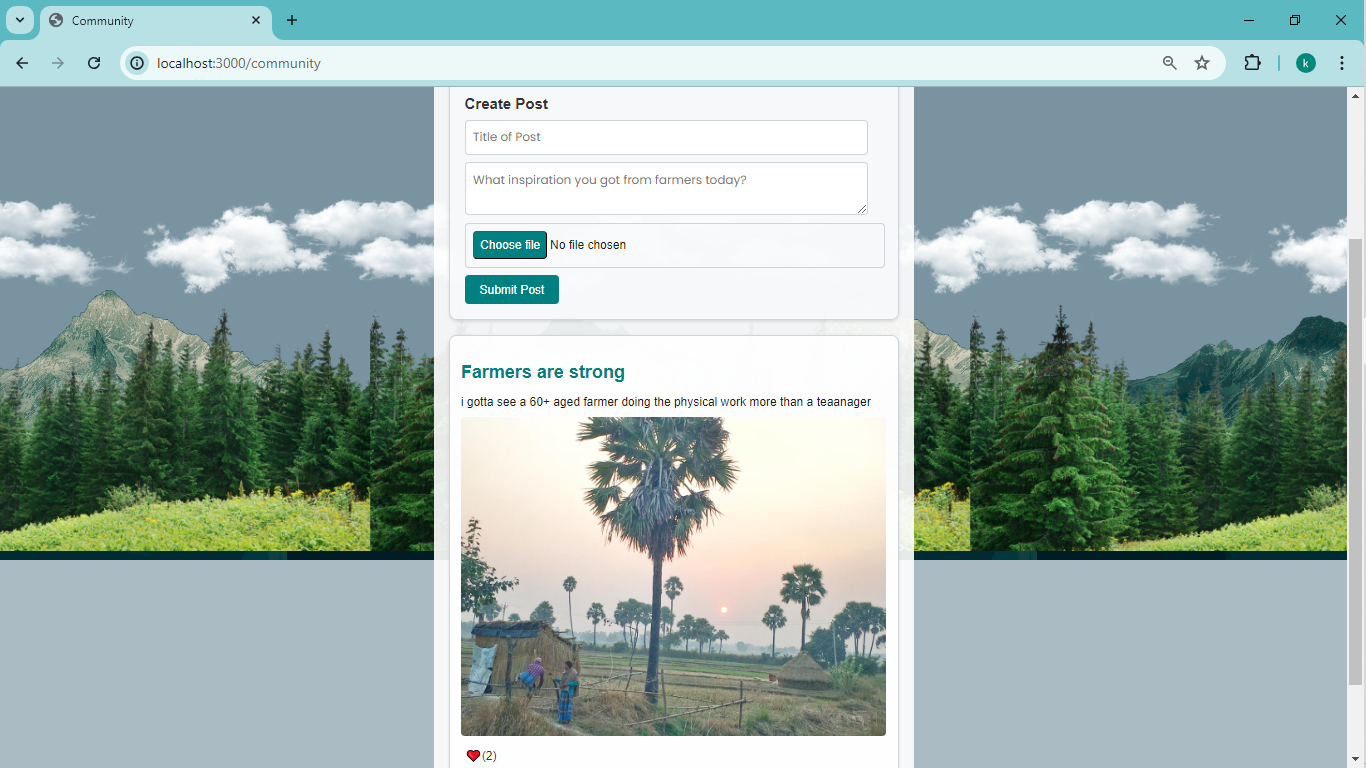 Community
localhost:3000/community
k
Create Post
Title of Post
What inspiration you got from farmers today?
Choose file No file chosen
Submit Post
Farmers are strong
i gotta see a 60+ aged farmer doing the physical work more than a teaanager
(2)